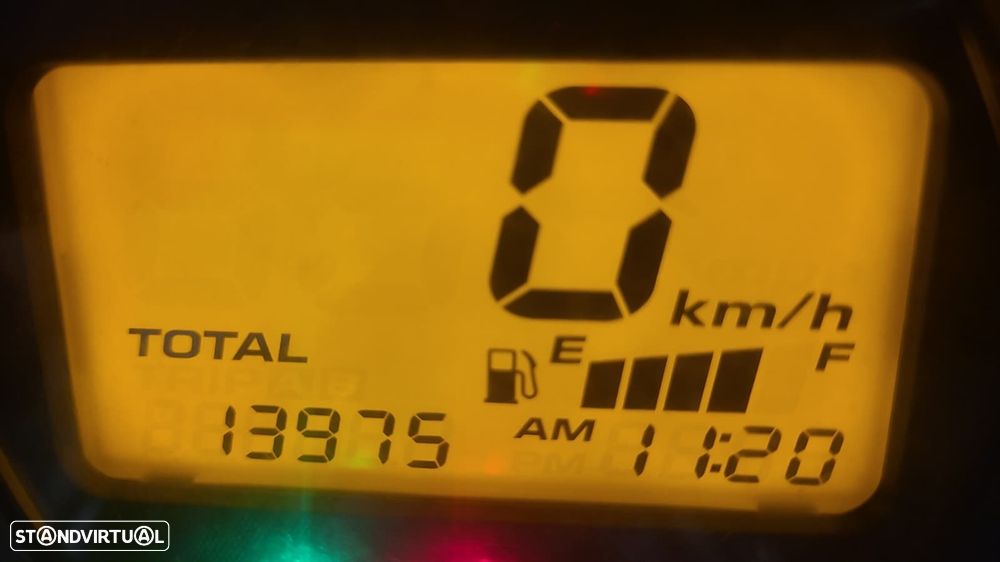 0
km/h
TOTAL
E F
13975
AM 11:20
STANDVIRTUAL